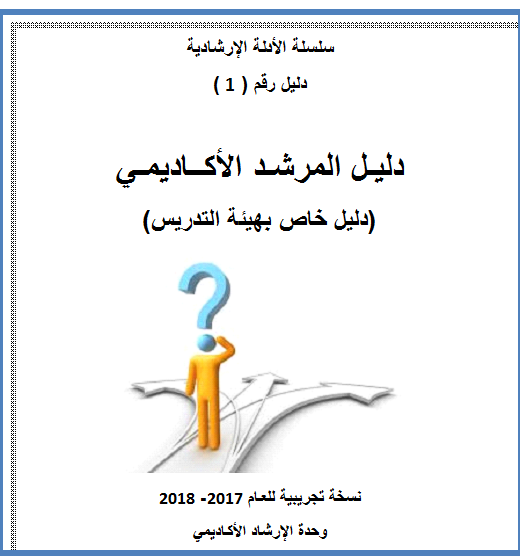 سلسلة الأدلة الإرشادية
دليل رقم ( 1 )
دليـل المرشـد الأكــاديمـي
(دليل خاص بهيئة التدريس)
?
نسخة تجريبية للعام 2017- 2018
وحدة الإرشاد الأكاديمي